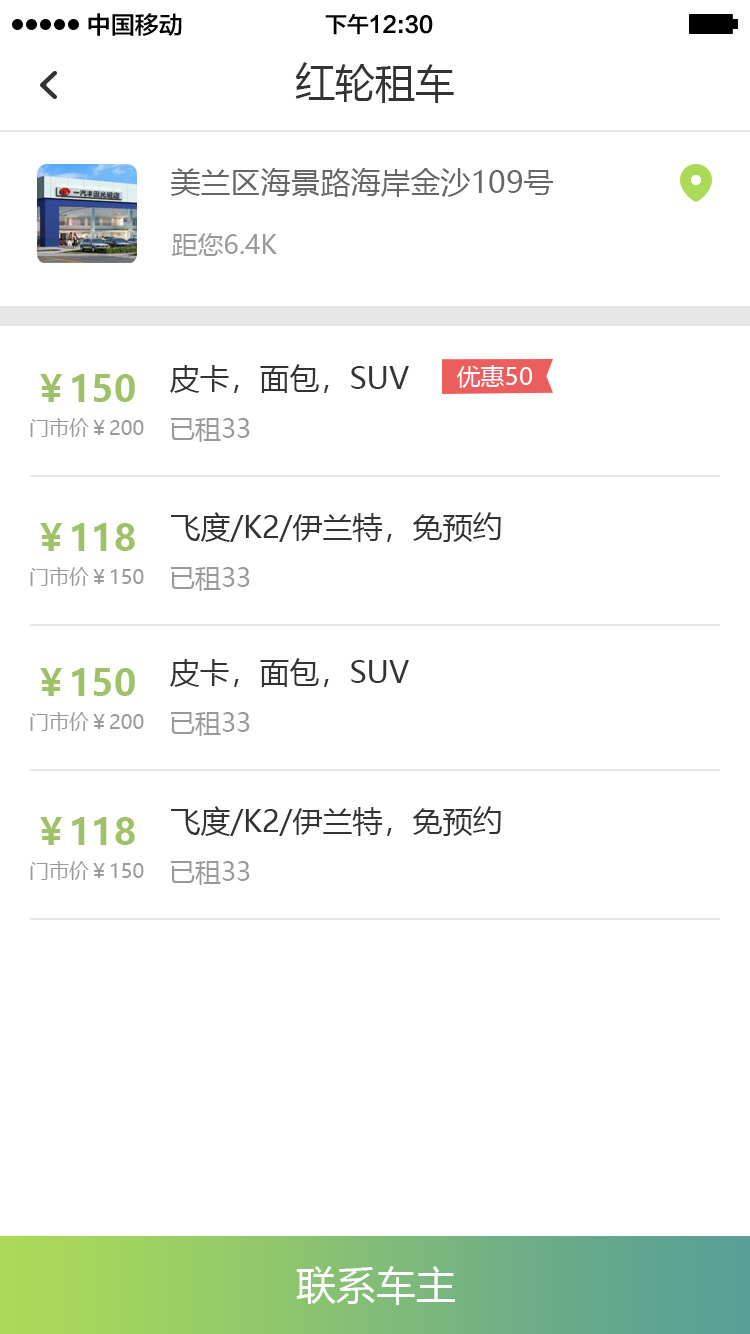 中国移动 下午12:30
红轮租车
美兰区海景路海岸金沙109号
距您6.4K
¥150 皮卡，面包，SUV 优惠50
门市价¥200 已租33
¥118 飞度/K2/伊兰特，免预约
门市价¥150 已租33
¥150 皮卡，面包，SUV
门市价¥200 已租33
¥118 飞度/K2/伊兰特，免预约
门市价¥150 已租33
联系车主